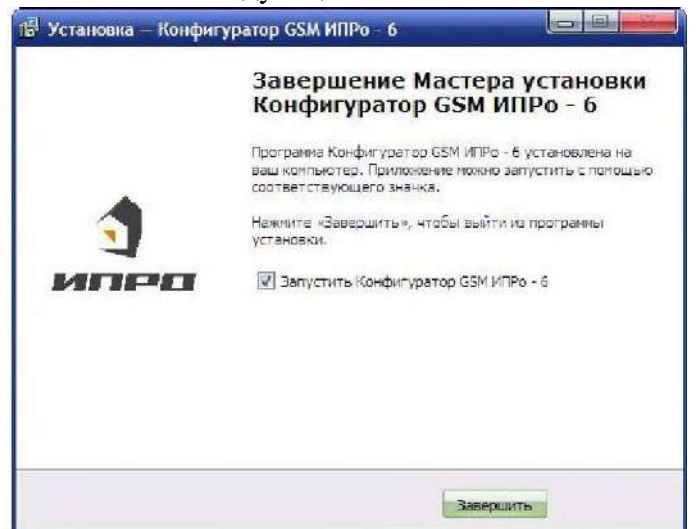 Установка — Конфигуратор GSM ИПРо - 6
Завершение Мастера установки
Конфигуратор GSM ИПРо - 6
Программа Конфигуратор GSM ИПРо - 6 установлена на
ваш компьютер. Приложение можно запустить с помощью
соответствующего значка.
Нажмите «Завершить», чтобы выйти из программы
установки.
ИПРО
Запустить Конфигуратор GSM ИПРо - 6
Завершить